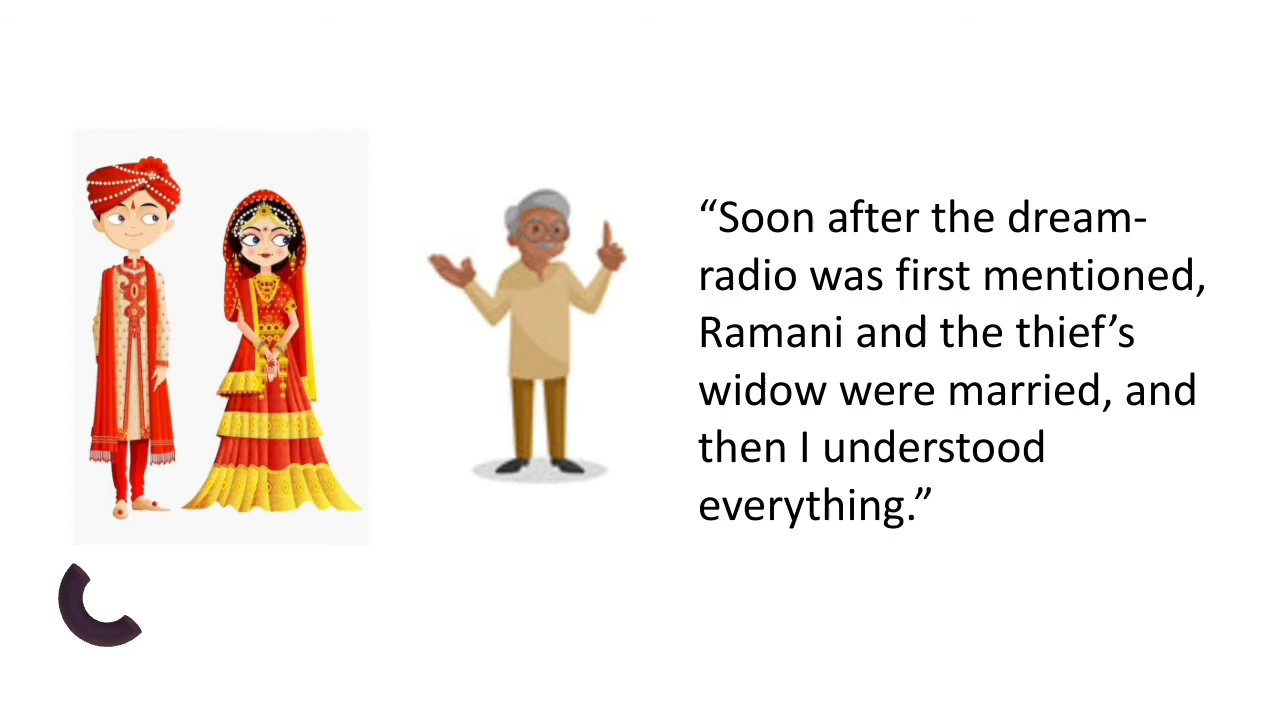 “Soon after the dream-
radio was first mentioned,
Ramani and the thief’s
widow were married, and
then I understood
everything.”